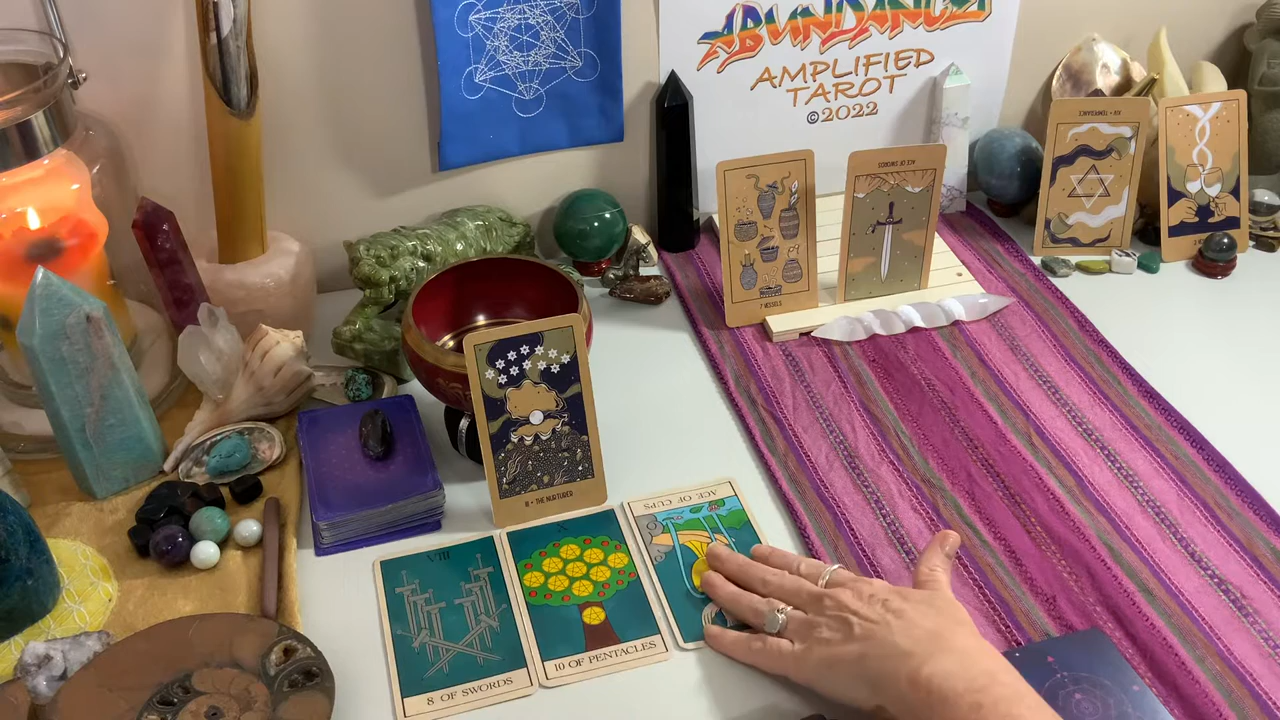 ABUNDANCE
AMPLIFIED
TAROT
©2022
XIV • TEMPERANCE
ACE OF SWORDS
7 VESSELS
III • THE NURTURER
ACE OF CUPS
VIII
X
10 OF PENTACLES
8 OF SWORDS